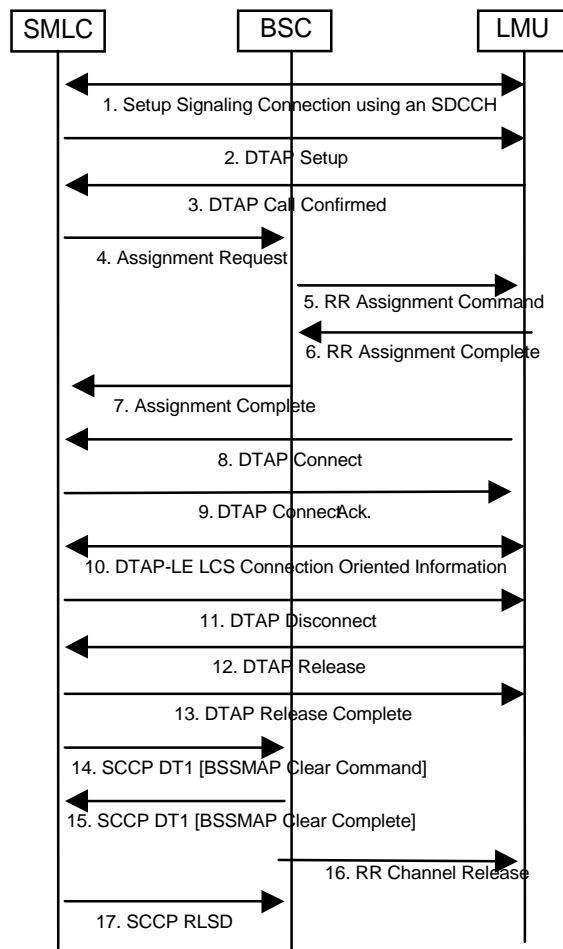 SMLC BSC LMU
1. Setup Signaling Connection using an SDCCH
2. DTAP Setup
3. DTAP Call Confirmed
4. Assignment Request
5. RR Assignment Command
6. RR Assignment Complete
7. Assignment Complete
8. DTAP Connect
9. DTAP Connect Ack.
10. DTAP-LE LCS Connection Oriented Information
11. DTAP Disconnect
12. DTAP Release
13. DTAP Release Complete
14. SCCP DT1 [BSSMAP Clear Command]
15. SCCP DT1 [BSSMAP Clear Complete]
16. RR Channel Release
17. SCCP RLSD